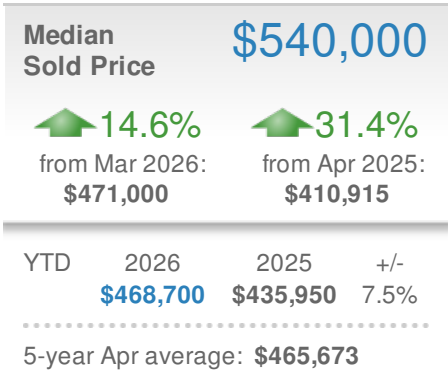 Median Sold Price $540,000
14.6% 31.4%
from Mar 2026: from Apr 2025:
$471,000 $410,915
YTD 2026 2025 +/-
$468,700 $435,950 7.5%
5-year Apr average: $465,673